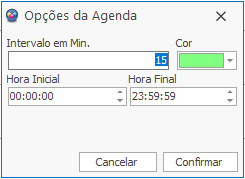 Opções da Agenda
Intervalo em Min. Cor
15
Hora Inicial Hora Final
00:00:00 23:59:59
Cancelar Confirmar